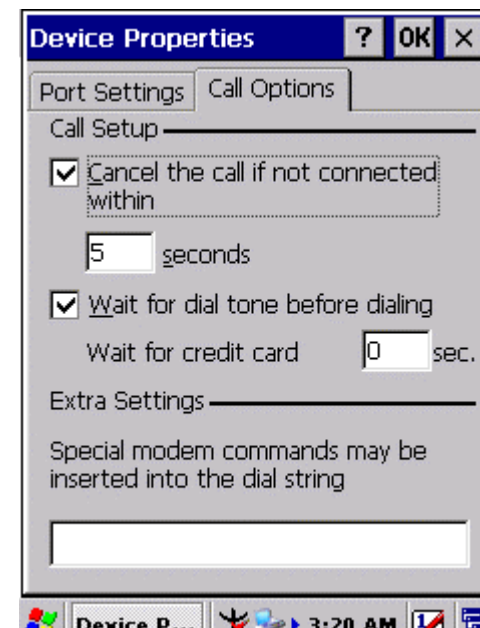 Device Properties ? OK ×
Port Settings Call Options
Call Setup
Cancel the call if not connected
within
5 seconds
Wait for dial tone before dialing
Wait for credit card 0 sec.
Extra Settings
Special modem commands may be
inserted into the dial string
Device P... 3:20 AM